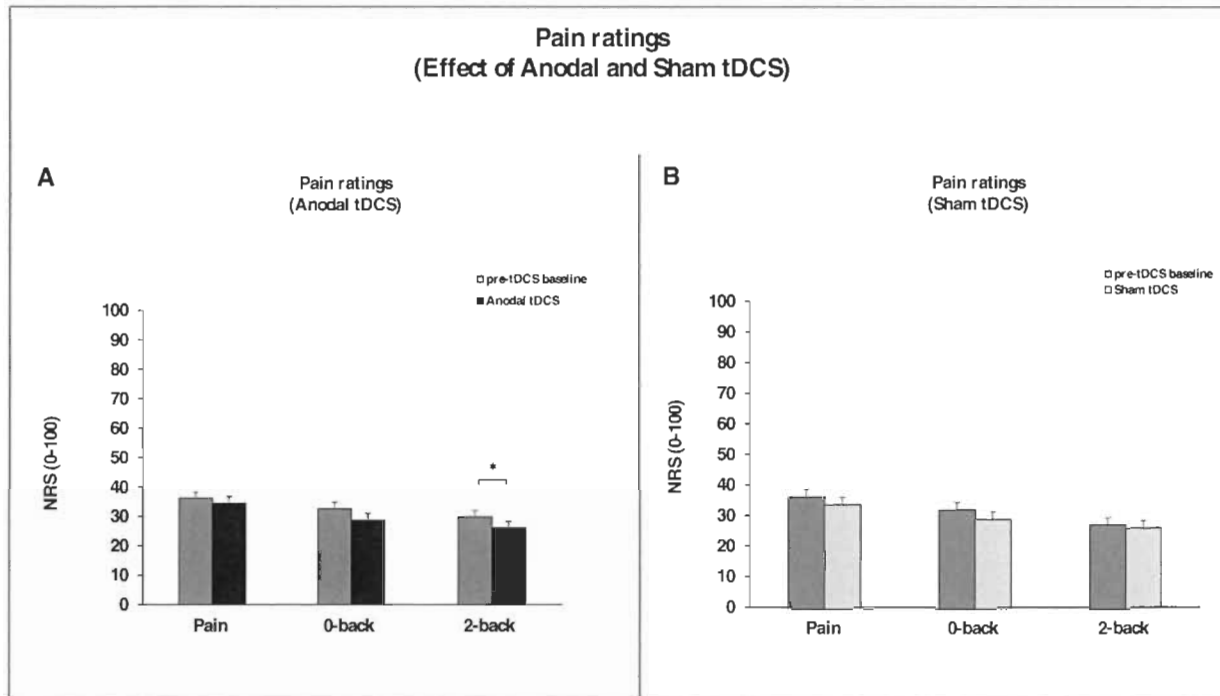 Pain ratings
(Effect of Anodal and Sham tDCS)
A
Pain ratings
(Anodal tDCS)
pre-tDCS baseline
Anodal tDCS
NRS (0-100)
100
90
80
70
60
50
40
30
20
10
0
*
Pain
0-back
2-back
B
Pain ratings
(Sham tDCS)
pre-tDCS baseline
Sham tDCS
NRS (0-100)
100
90
80
70
60
50
40
30
20
10
0
Pain
0-back
2-back